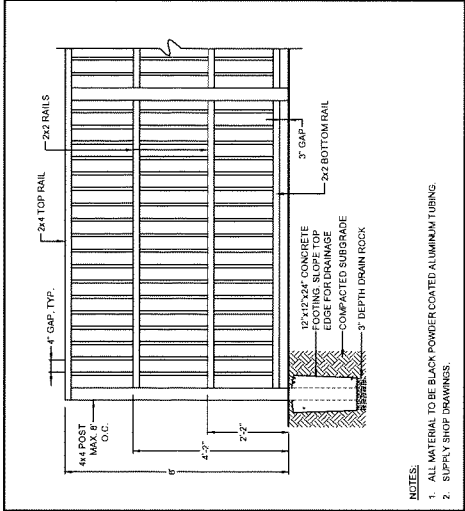 2x4 TOP RAIL
2x2 RAILS
4" GAP, TYP.
4x4 POST
MAX. 8'
O.C.
6'
4'-2"
2'-2"
3" GAP
2x2 BOTTOM RAIL
12"x12"x24" CONCRETE
FOOTING. SLOPE TOP
EDGE FOR DRAINAGE
COMPACTED SUBGRADE
3" DEPTH DRAIN ROCK
NOTES:
1. ALL MATERIAL TO BE BLACK POWDER COATED ALUMINUM TUBING.
2. SUPPLY SHOP DRAWINGS.